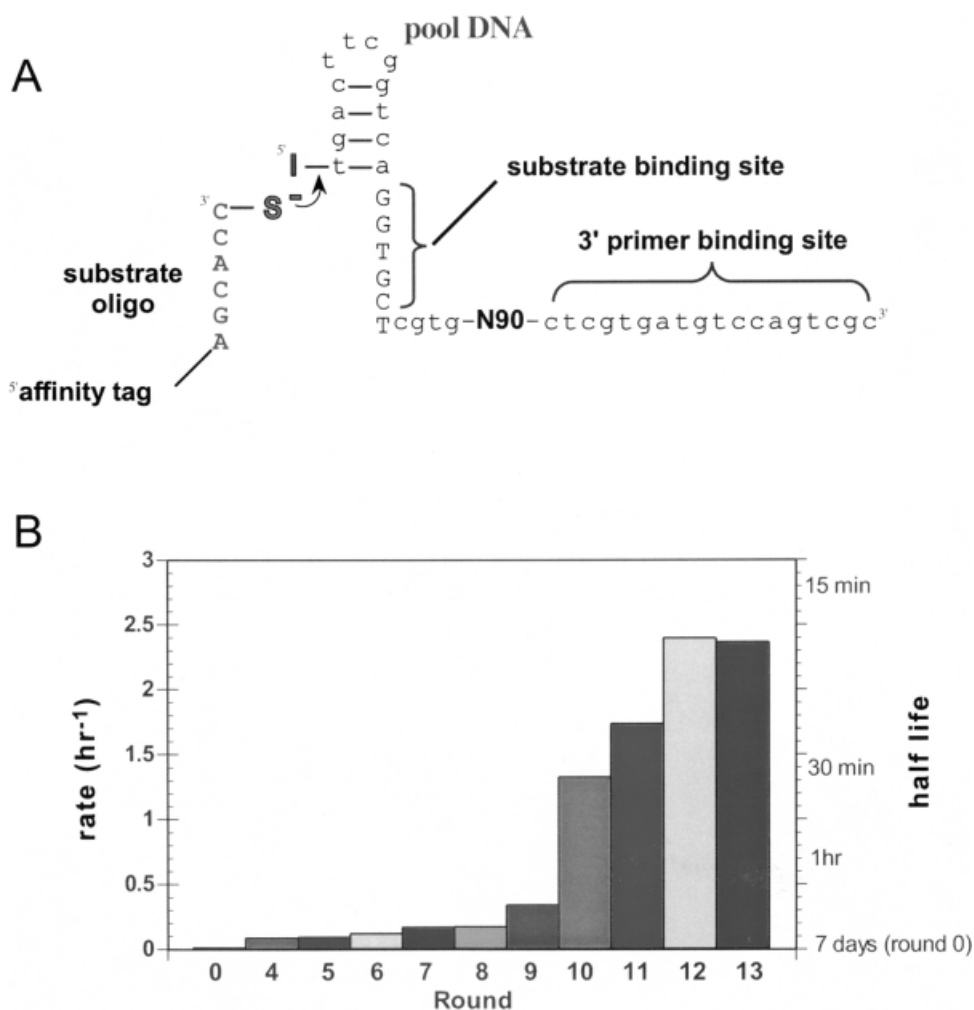 A
pool DNA
t t c g
t g
c g
a t
g c
5' I t a
substrate binding site
3' C S -
C
A
C
G
A
G
G
T
G
C
T
substrate
oligo
3' primer binding site
cgtg-N90-ctcgtgatgtccagtcgc3'
5'affinity tag
B
3
2.5
2
1.5
1
0.5
0
rate (hr-1)
15 min
30 min
1hr
7 days (round 0)
half life
0 4 5 6 7 8 9 10 11 12 13
Round